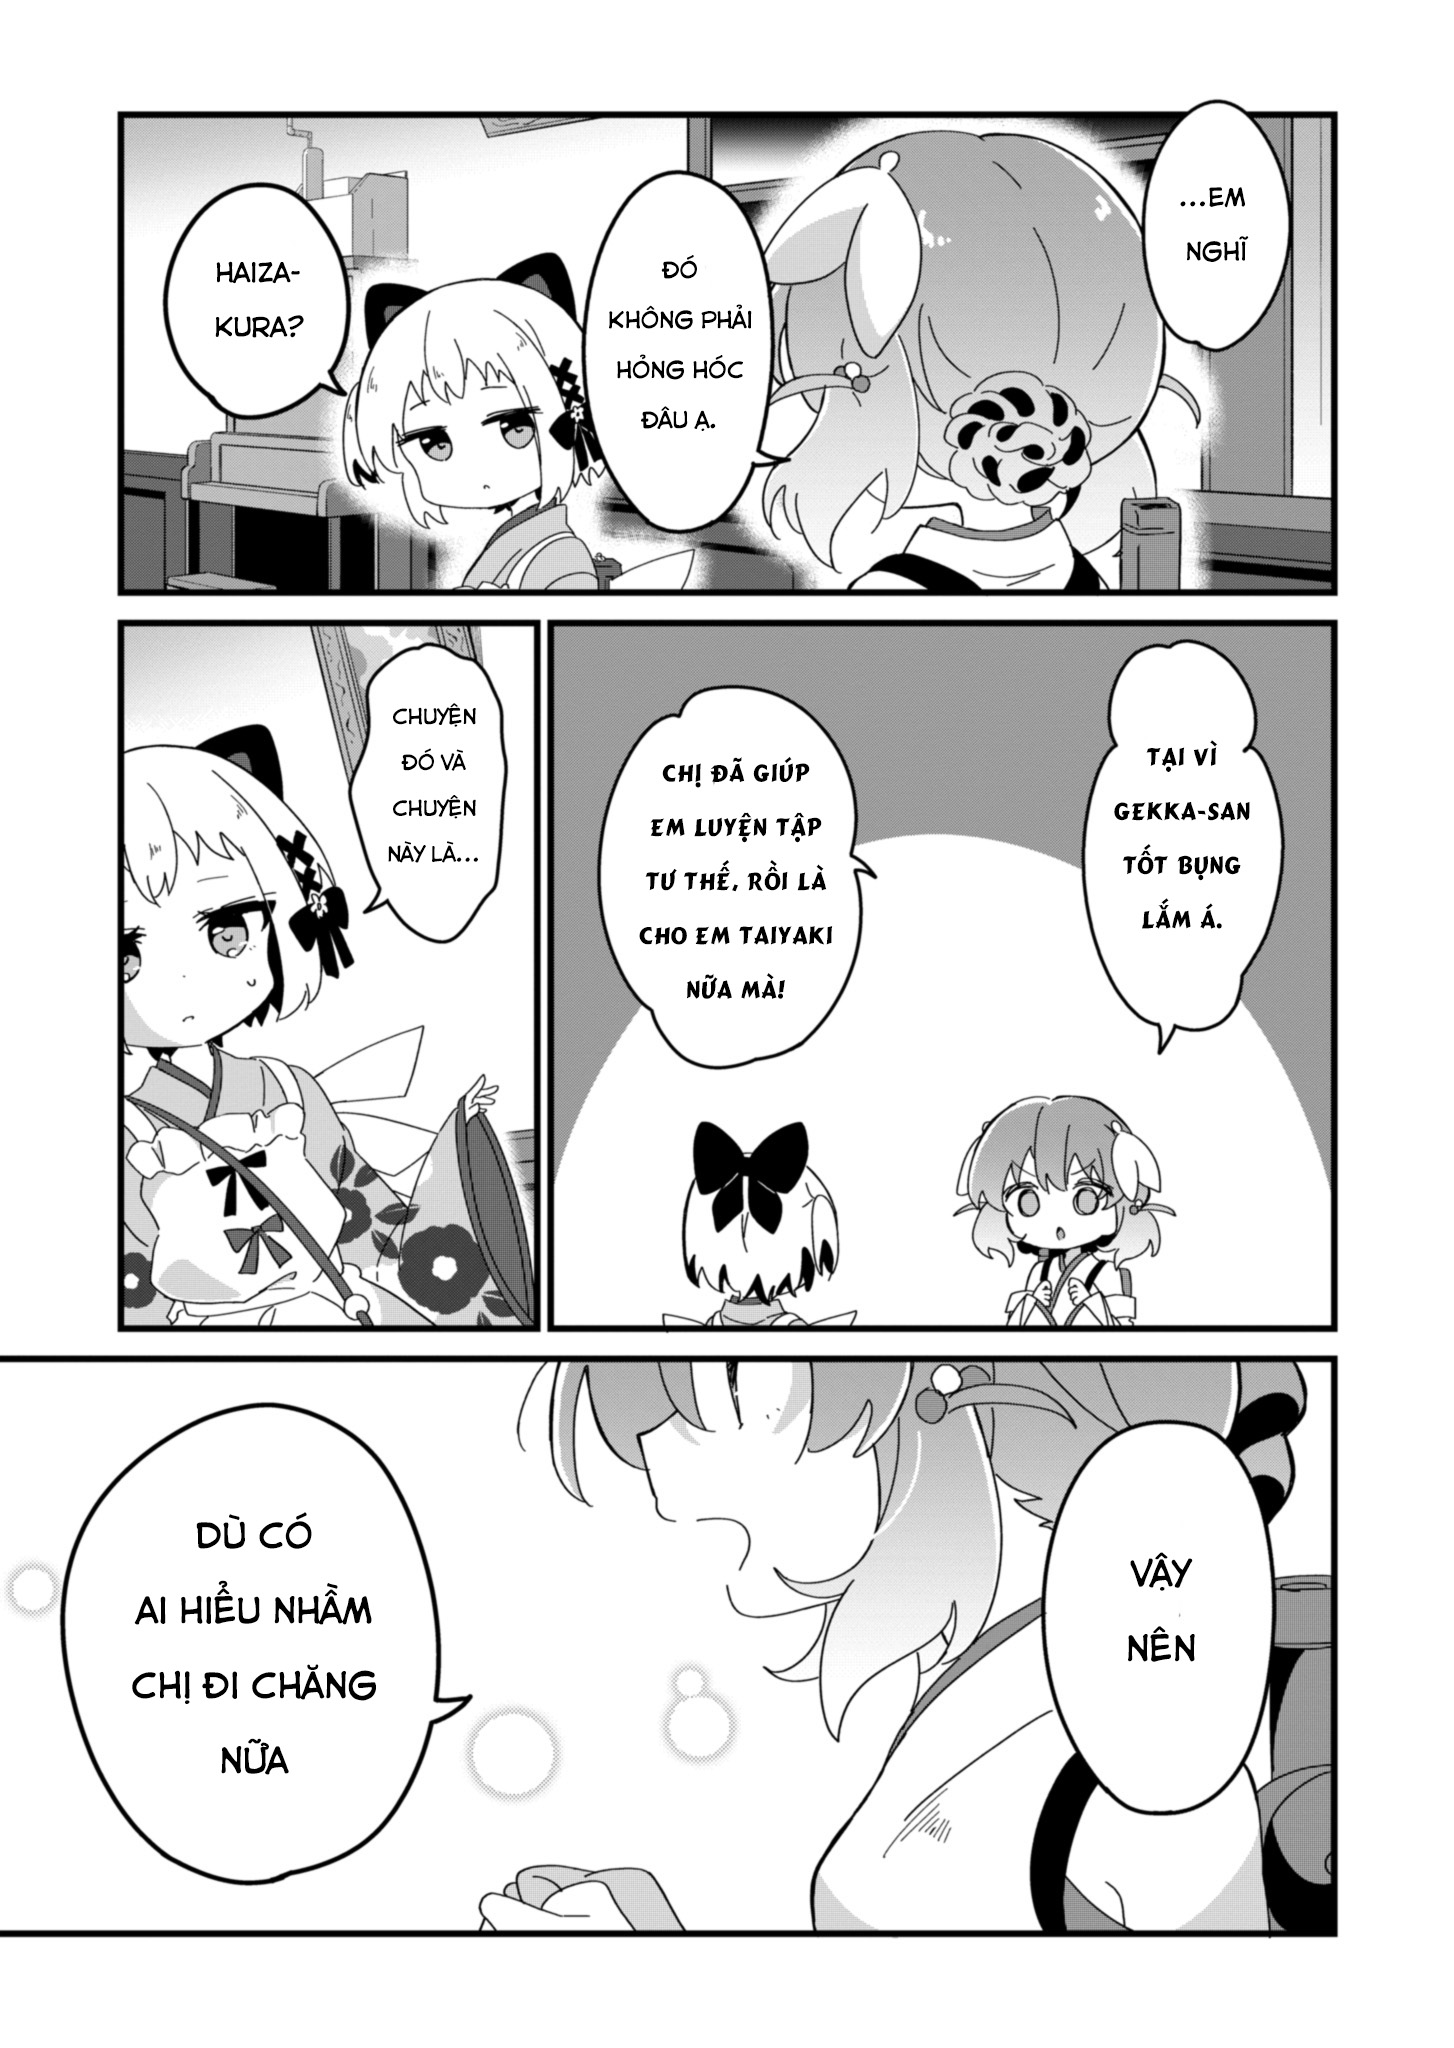 ...EM
NGHĨ
ĐÓ
KHÔNG PHẢI
HỎNG HÓC
ĐÂU Ạ.
HAIZA-
KURA?
TẠI VÌ
GEKKA-SAN
TỐT BỤNG
LẮM Á.
CHỊ ĐÃ GIÚP
EM LUYỆN TẬP
TƯ THẾ, RỒI LÀ
CHO EM TAIYAKI
NỮA MÀ!
CHUYỆN
ĐÓ VÀ
CHUYỆN
NÀY LÀ...
VẬY
NÊN
DÙ CÓ
AI HIỂU NHẦM
CHỊ ĐI CHĂNG
NỮA